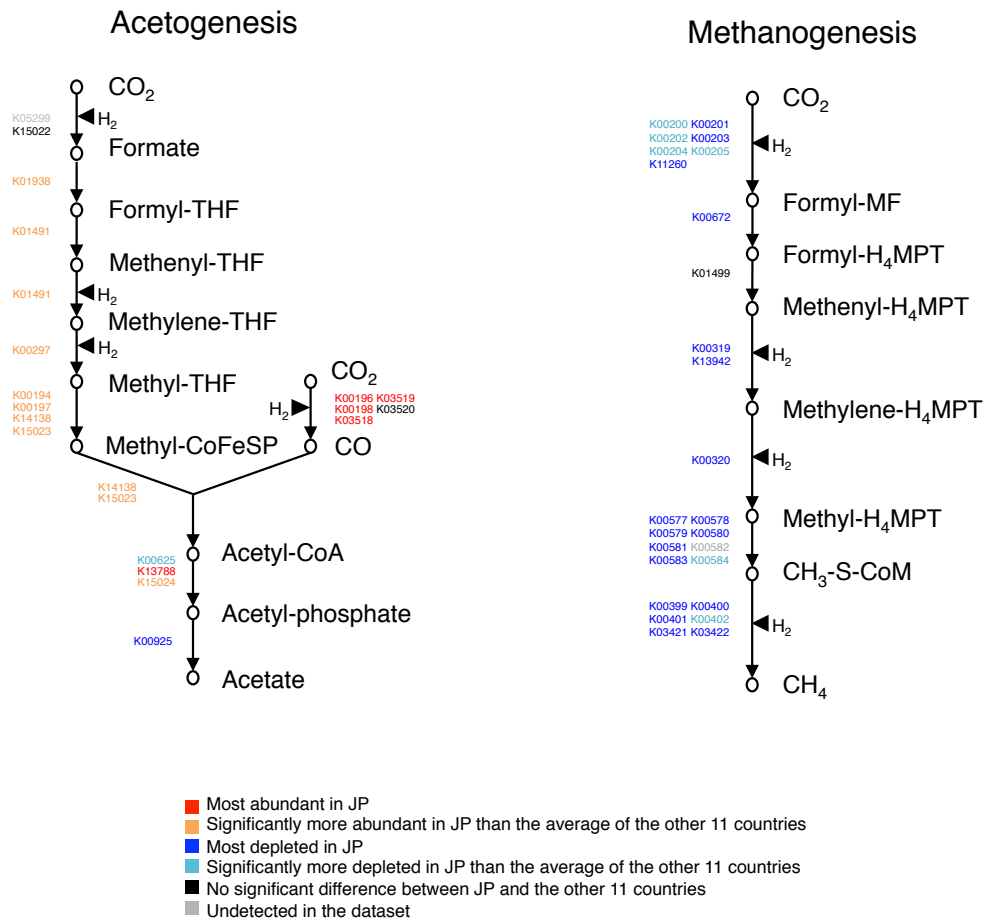 Acetogenesis
CO2
K05299
K15022
H2
Formate
K01938
Formyl-THF
K01491
Methenyl-THF
K01491
H2
Methylene-THF
K00297
H2
Methyl-THF
K00194
K00197
K14138
K15023
CO2
H2
K00196 K03519
K00198 K03520
K03518
Methyl-CoFeSP
CO
K14138
K15023
Acetyl-CoA
K00625
K13788
K15024
Acetyl-phosphate
K00925
Acetate
Methanogenesis
CO2
K00200 K00201
K00202 K00203
K00204 K00205
K11260
H2
Formyl-MF
K00672
Formyl-H4MPT
K01499
Methenyl-H4MPT
K00319
K13942
H2
Methylene-H4MPT
K00320
H2
Methyl-H4MPT
K00577 K00578
K00579 K00580
K00581 K00582
K00583 K00584
CH3-S-CoM
K00399 K00400
K00401 K00402
K03421 K03422
H2
CH4
Most abundant in JP
Significantly more abundant in JP than the average of the other 11 countries
Most depleted in JP
Significantly more depleted in JP than the average of the other 11 countries
No significant difference between JP and the other 11 countries
Undetected in the dataset